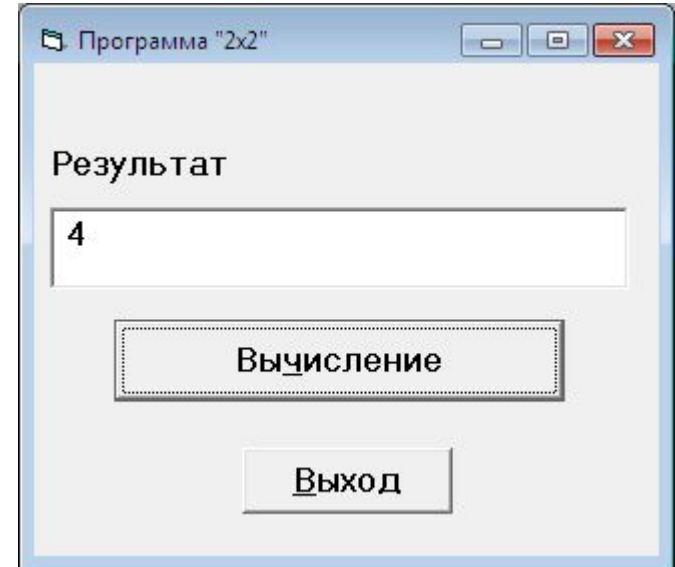 Программа "2x2"
Результат
4
Вычисление
Выход